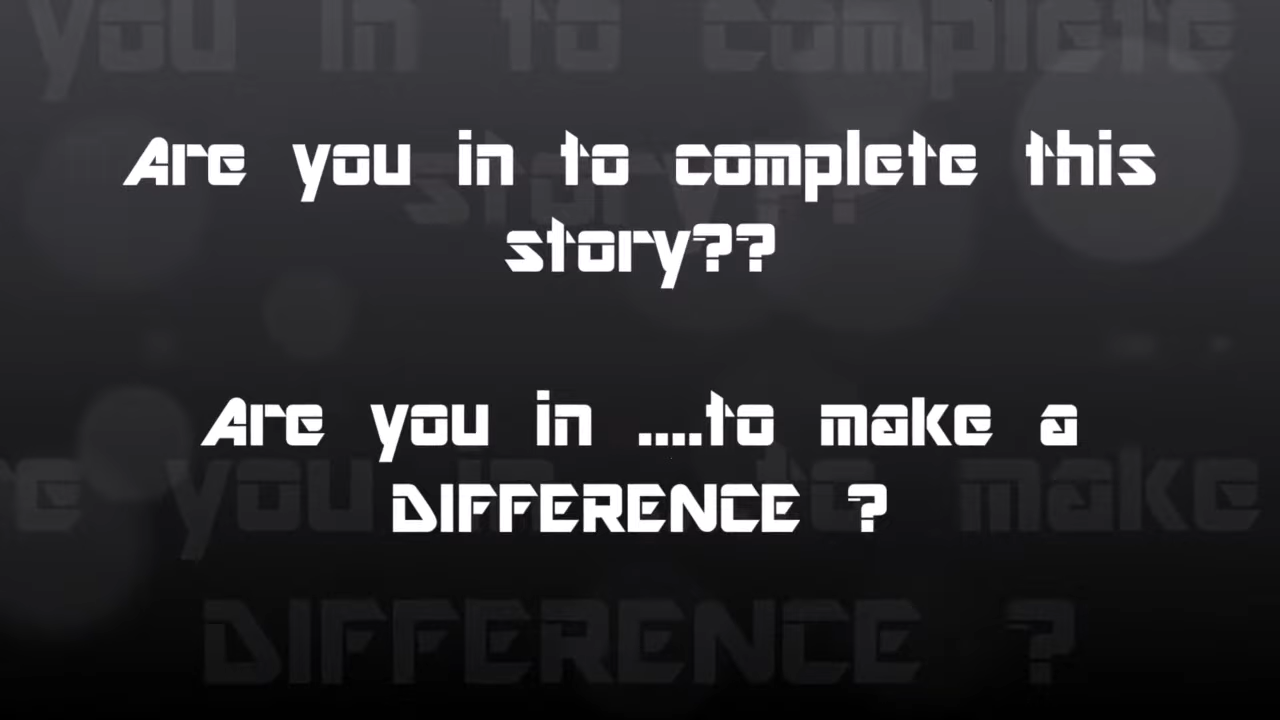 Are you in to complete this
story??
Are you in ....to make a
DIFFERENCE ?